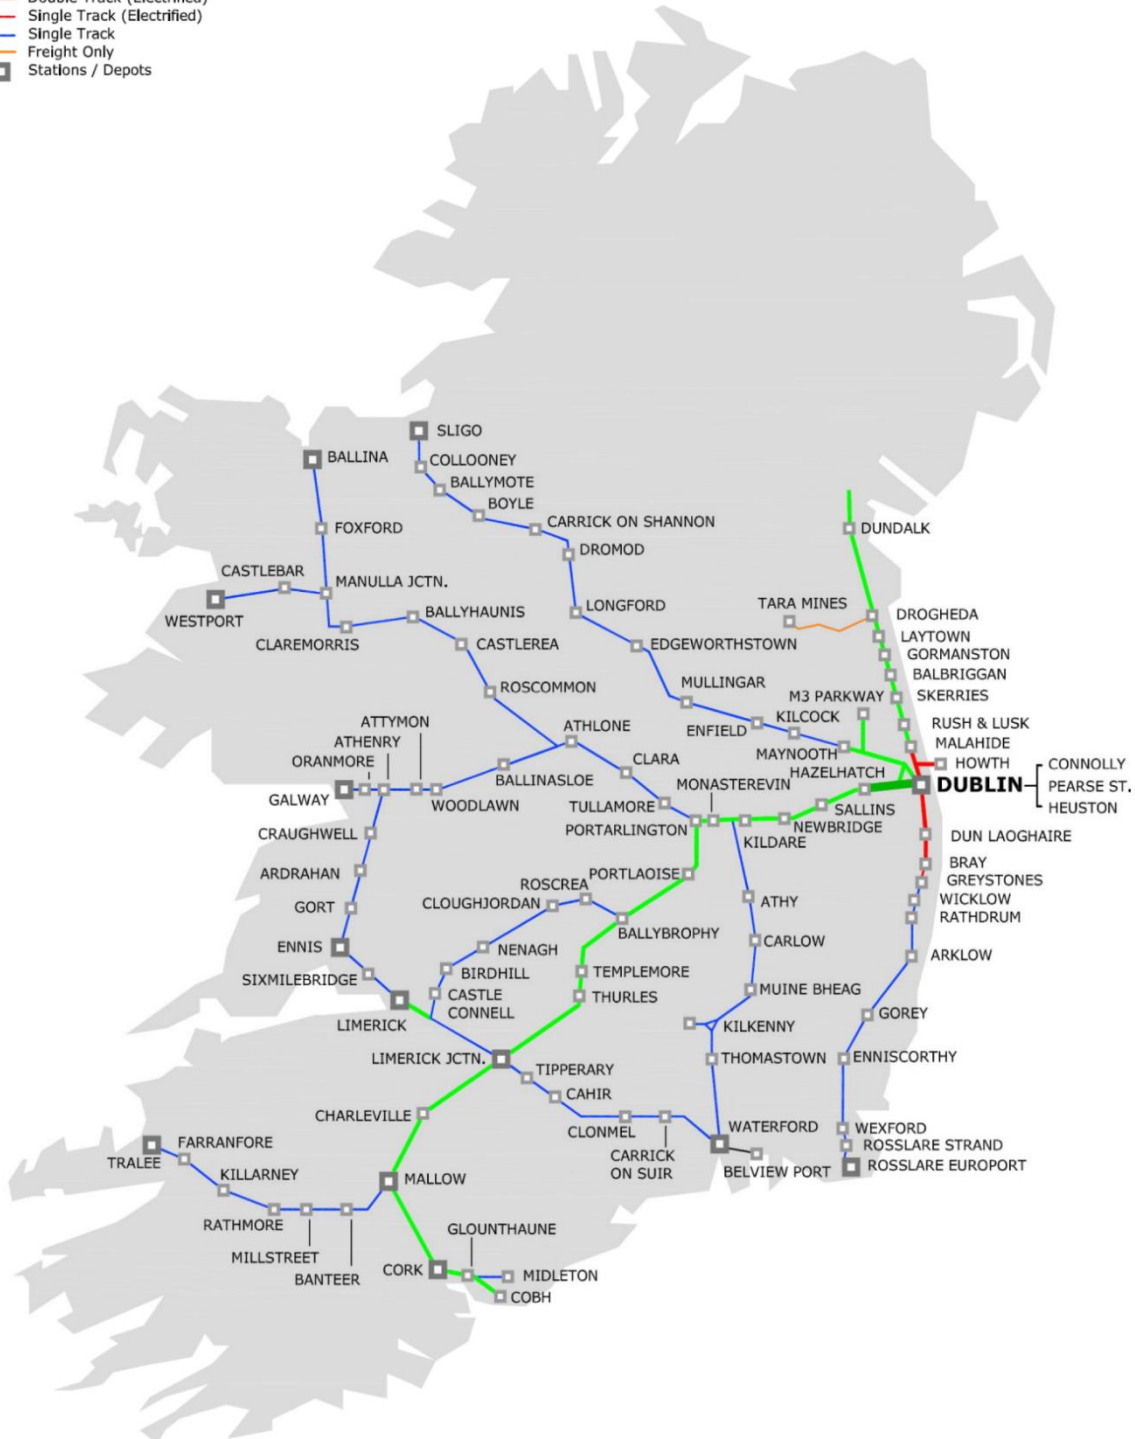 Double Track (Electrified)
Single Track (Electrified)
Single Track
Freight Only
Stations / Depots
SLIGO
BALLINA
COLLOONEY
BALLYMOTE
BOYLE
CARRICK ON SHANNON
FOXFORD
DUNDALK
DROMOD
CASTLEBAR
MANULLA JCTN.
WESTPORT
LONGFORD
TARA MINES
BALLYHAUNIS
DROGHEDA
CLAREMORRIS
CASTLEREA
EDGEWORTHSTOWN
LAYTOWN
GORMANSTON
BALBRIGGAN
ROSCOMMON
MULLINGAR
M3 PARKWAY
SKERRIES
ATTYMON
ATHLONE
ENFIELD
KILCOCK
RUSH & LUSK
ATHENRY
MAYNOOTH
MALAHIDE
ORANMORE
CLARA
HAZELHATCH
HOWTH
CONNOLLY
BALLINASLOE
MONASTEREVIN
DUBLIN
PEARSE ST.
GALWAY
WOODLAWN
TULLAMORE
SALLINS
HEUSTON
CRAUGHWELL
PORTARLINGTON
NEWBRIDGE
DUN LAOGHAIRE
KILDARE
ARDRAHAN
PORTLAOISE
BRAY
ROSCREA
GREYSTONES
GORT
CLOUGHJORDAN
ATHY
WICKLOW
RATHDRUM
BALLYBROPHY
ENNIS
NENAGH
CARLOW
ARKLOW
SIXMILEBRIDGE
BIRDHILL
TEMPLEMORE
CASTLE
CONNELL
THURLES
MUINE BHEAG
LIMERICK
KILKENNY
GOREY
LIMERICK JCTN.
THOMASTOWN
ENNISCORTHY
TIPPERARY
CAHIR
CHARLEVILLE
CLONMEL
WATERFORD
WEXFORD
FARRANFORE
TRALEE
CARRICK
ON SUIR
BELVIEW PORT
ROSSLARE STRAND
ROSSLARE EUROPORT
KILLARNEY
MALLOW
RATHMORE
GLOUNTHAUNE
MILLSTREET
BANTEER
CORK
MIDLETON
COBH